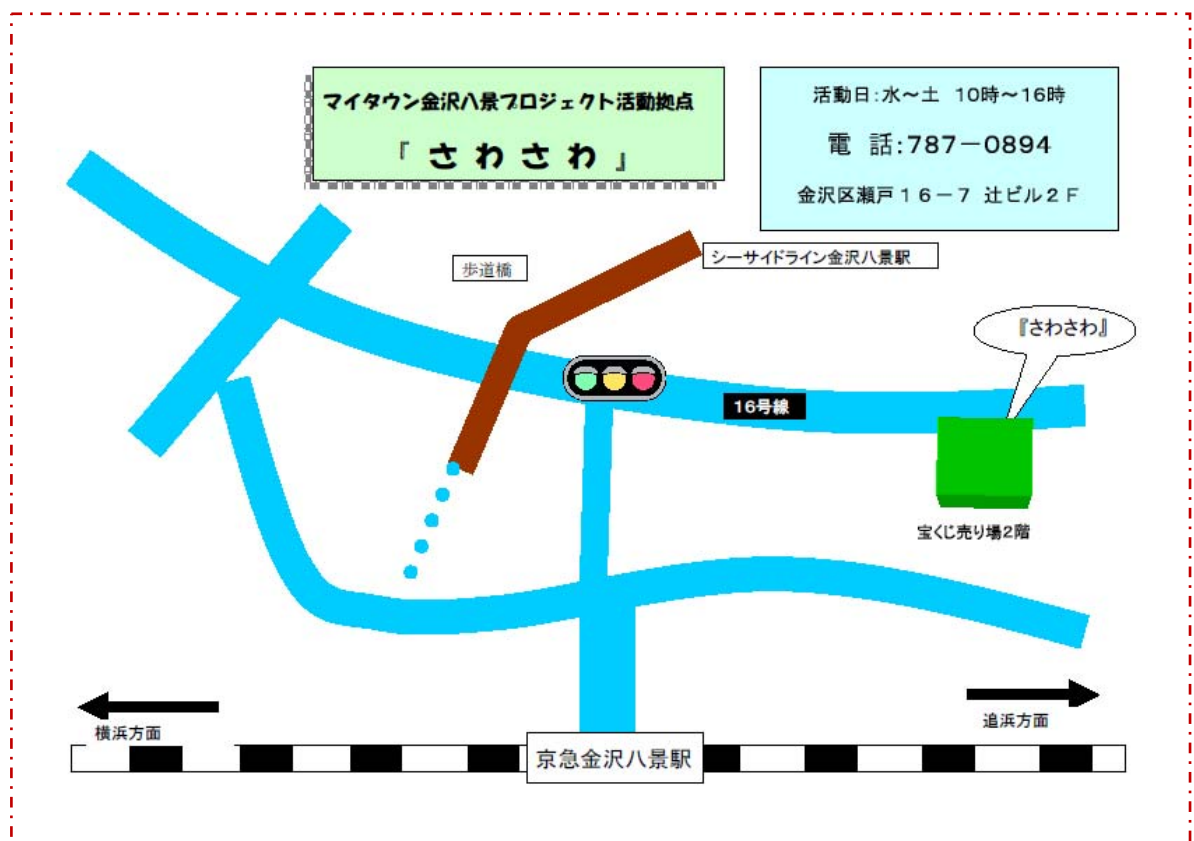 マイタウン金沢八景プロジェクト活動拠点
『 さ わ さ わ 』
活動日:水～土 10時～16時
電 話:787－0894
金沢区瀬戸１６－７ 辻ビル２Ｆ
歩道橋
シーサイドライン金沢八景駅
『さわさわ』
16号線
宝くじ売り場2階
横浜方面
追浜方面
京急金沢八景駅